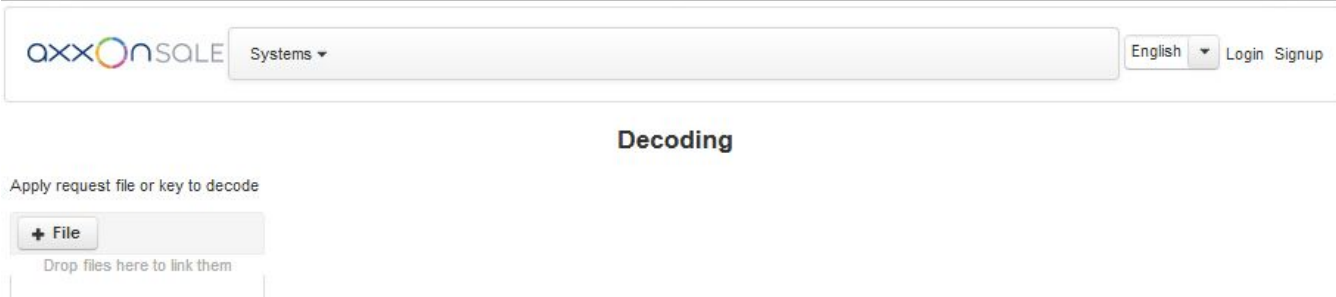 axxOnSALE
Systems
English
Login Signup
Decoding
Apply request file or key to decode
+ File
Drop files here to link them